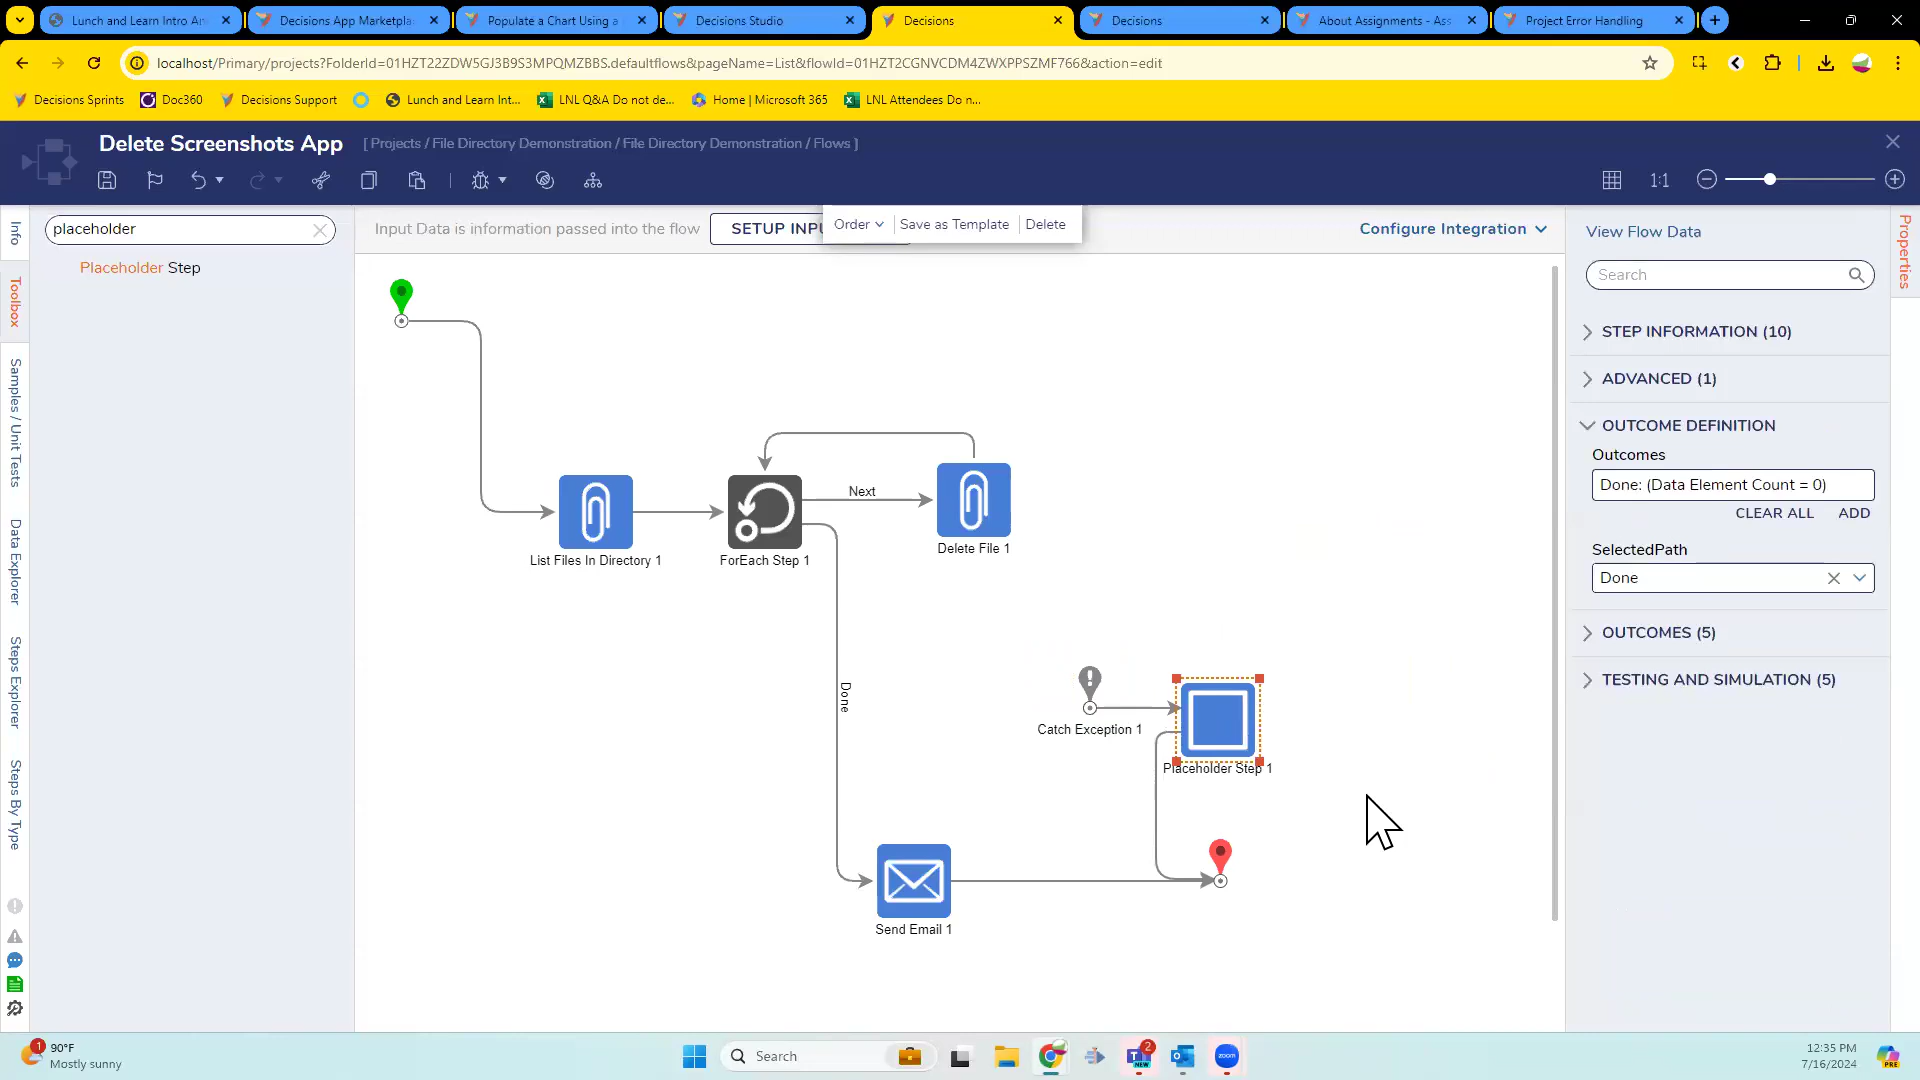 Lunch and Learn Intro An
Decisions App Marketpla
Populate a Chart Using a
Decisions Studio
Decisions
Decisions
About Assignments - Ass
Project Error Handling
localhost/Primary/projects?FolderId=01HZT22ZDW5GJ3B9S3MPQMZBBS.defaultflows&pageName=List&flowId=01HZT2CGNVCDM4ZWXPPSZMF766&action=edit
Decisions Sprints
Doc360
Decisions Support
Lunch and Learn Int...
LNL Q&A Do not de...
Home | Microsoft 365
LNL Attendees Do n...
Delete Screenshots App
[ Projects / File Directory Demonstration / File Directory Demonstration / Flows ]
1:1
Info
Toolbox
Samples / Unit Tests
Data Explorer
Steps Explorer
Steps By Type
placeholder
Placeholder Step
Input Data is information passed into the flow
SETUP INPU
Order
Save as Template
Delete
Configure Integration
List Files In Directory 1
ForEach Step 1
Next
Delete File 1
Done
Catch Exception 1
Placeholder Step 1
Send Email 1
View Flow Data
Search
STEP INFORMATION (10)
ADVANCED (1)
OUTCOME DEFINITION
Outcomes
Done: (Data Element Count = 0)
CLEAR ALL
ADD
SelectedPath
Done
OUTCOMES (5)
TESTING AND SIMULATION (5)
Properties
1
90°F
Mostly sunny
Search
NEW
2
zoom
12:35 PM
7/16/2024
PRE